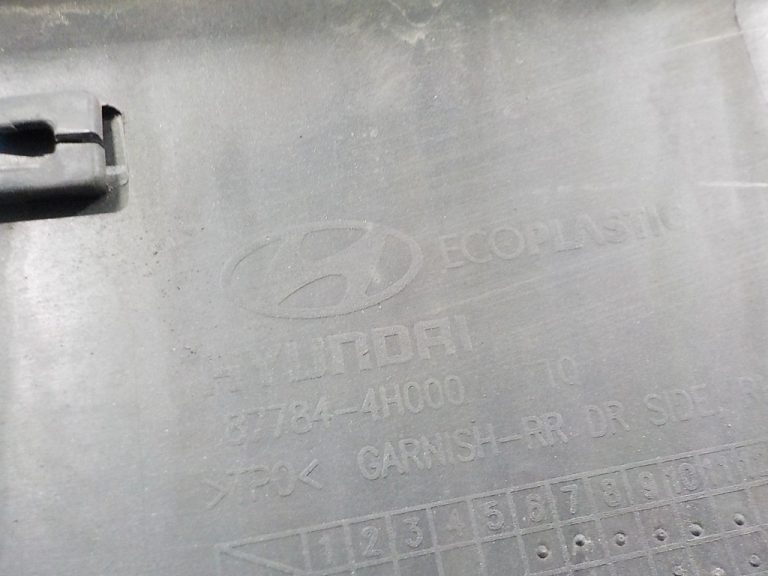 ECOPLASTIC
HYUNDAI
87784-4H000 10
>TPO< GARNISH-RR DR SIDE, R
1 2 3 4 5 6 7 8 9 10 11